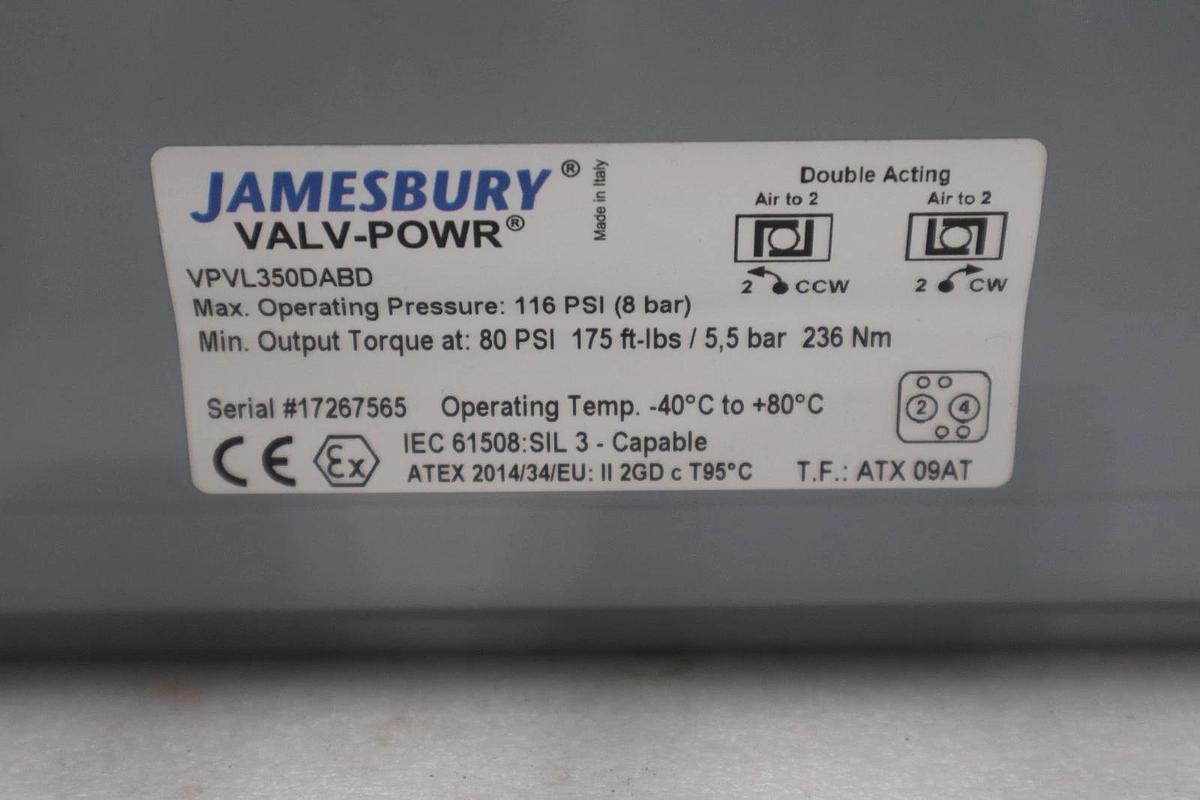 JAMESBURY®
VALV-POWR®
Made in Italy
Double Acting
Air to 2 Air to 2
2 CCW 2 CW
VPVL350DABD
Max. Operating Pressure: 116 PSI (8 bar)
Min. Output Torque at: 80 PSI 175 ft-lbs / 5,5 bar 236 Nm
2 4
Serial #17267565 Operating Temp. -40°C to +80°C
CE Ex IEC 61508:SIL 3 - Capable
ATEX 2014/34/EU: II 2GD c T95°C T.F.: ATX 09AT